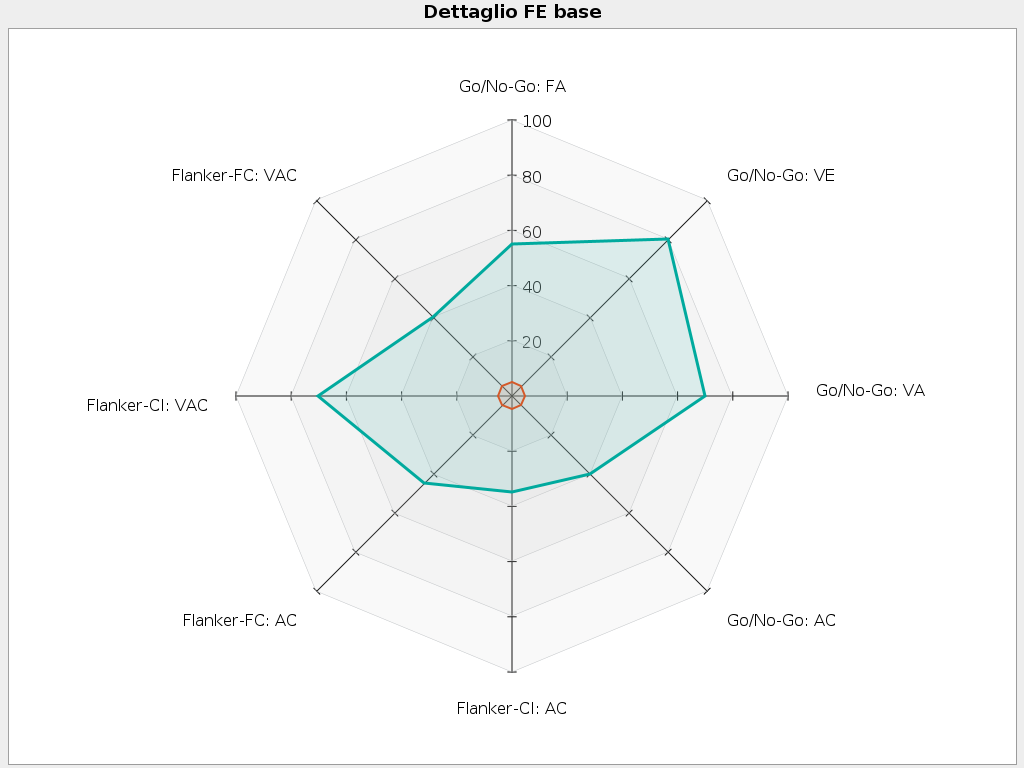 Dettaglio FE base
Go/No-Go: FA
100
Flanker-FC: VAC
Go/No-Go: VE
80
60
40
20
Flanker-CI: VAC
Go/No-Go: VA
Flanker-FC: AC
Go/No-Go: AC
Flanker-CI: AC